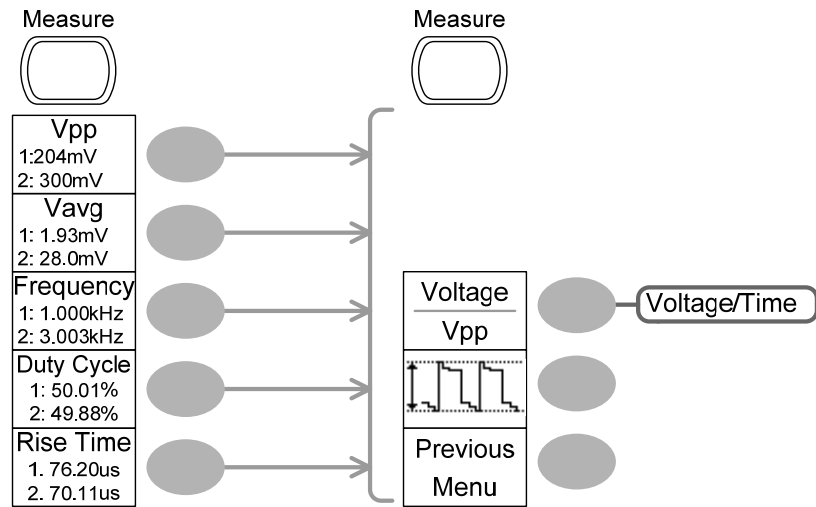 Measure
Vpp
1:204mV
2: 300mV
Vavg
1: 1.93mV
2: 28.0mV
Frequency
1: 1.000kHz
2: 3.003kHz
Duty Cycle
1: 50.01%
2: 49.88%
Rise Time
1. 76.20us
2. 70.11us
Measure
Voltage
Vpp
Voltage/Time
Previous
Menu